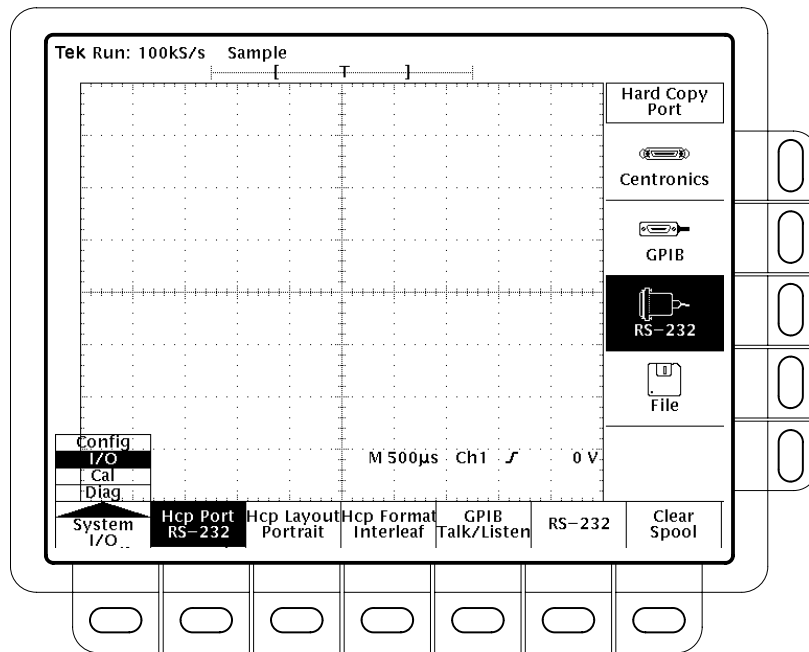 Tek Run: 100kS/s Sample
[ T ]
Hard Copy
Port
Centronics
GPIB
RS-232
File
M 500µs Ch1 0 V
Config
I/O
Cal
Diag
System
I/O
Hcp Port
RS-232
Hcp Layout
Portrait
Hcp Format
Interleaf
GPIB
Talk/Listen
RS-232
Clear
Spool